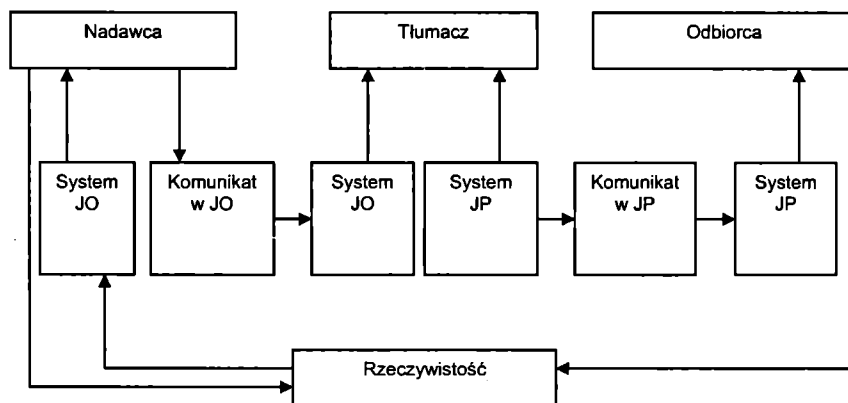 Nadawca
Tłumacz
Odbiorca
System
JO
Komunikat
w JO
System
JO
System
JP
Komunikat
w JP
System
JP
Rzeczywistość